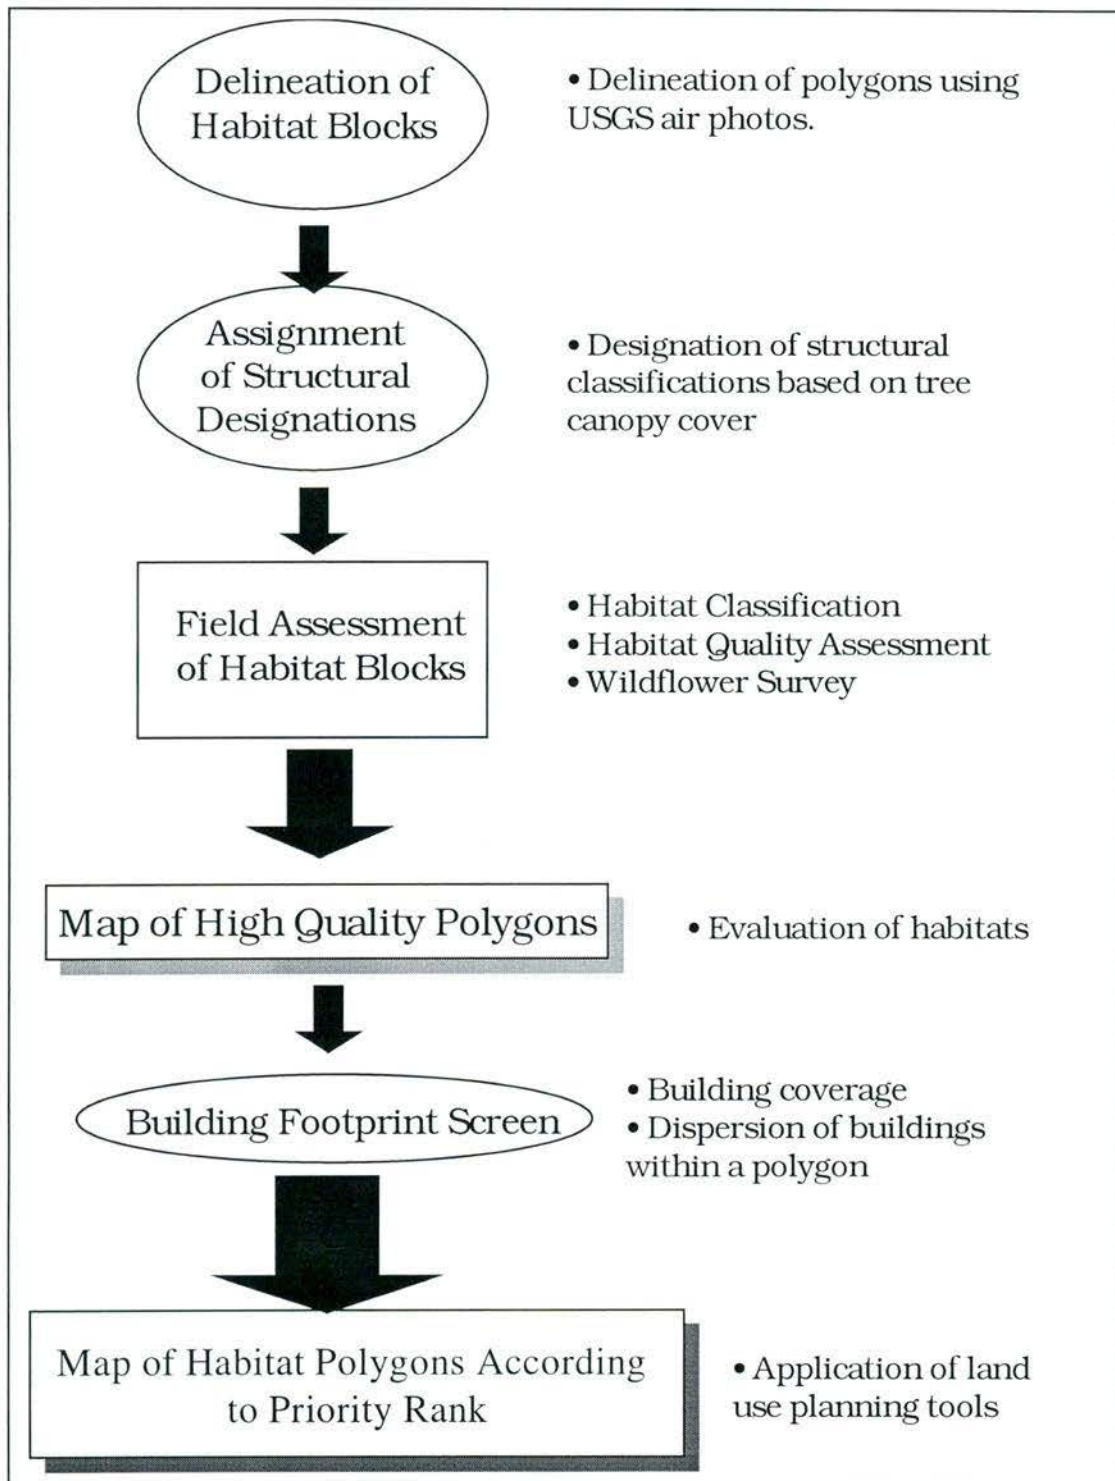 Delineation of
Habitat Blocks
• Delineation of polygons using
USGS air photos.
Assignment
of Structural
Designations
• Designation of structural
classifications based on tree
canopy cover
Field Assessment
of Habitat Blocks
• Habitat Classification
• Habitat Quality Assessment
• Wildflower Survey
Map of High Quality Polygons
• Evaluation of habitats
Building Footprint Screen
• Building coverage
• Dispersion of buildings
within a polygon
Map of Habitat Polygons According
to Priority Rank
• Application of land
use planning tools